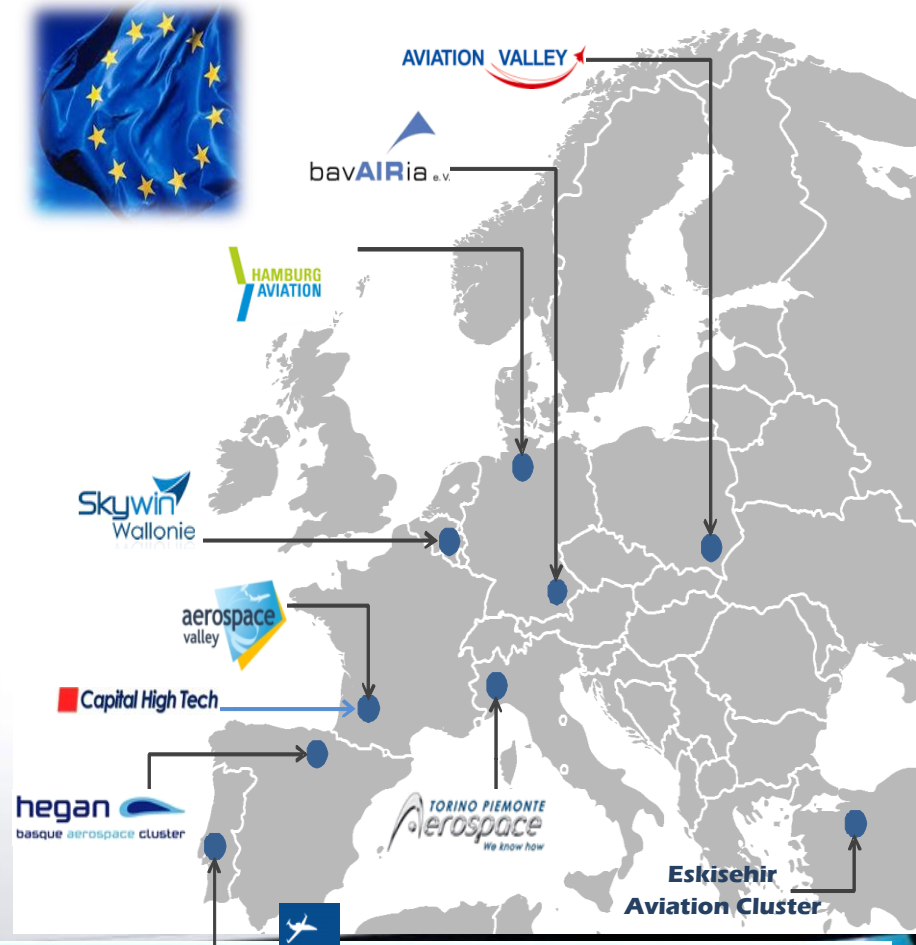 AVIATION VALLEY
bavAIRia e.V.
HAMBURG
AVIATION
Skywin
Wallonie
aerospace
valley
Capital High Tech
hegan
basque aerospace cluster
TORINO PIEMONTE
Aerospace
We know how
Eskisehir
Aviation Cluster